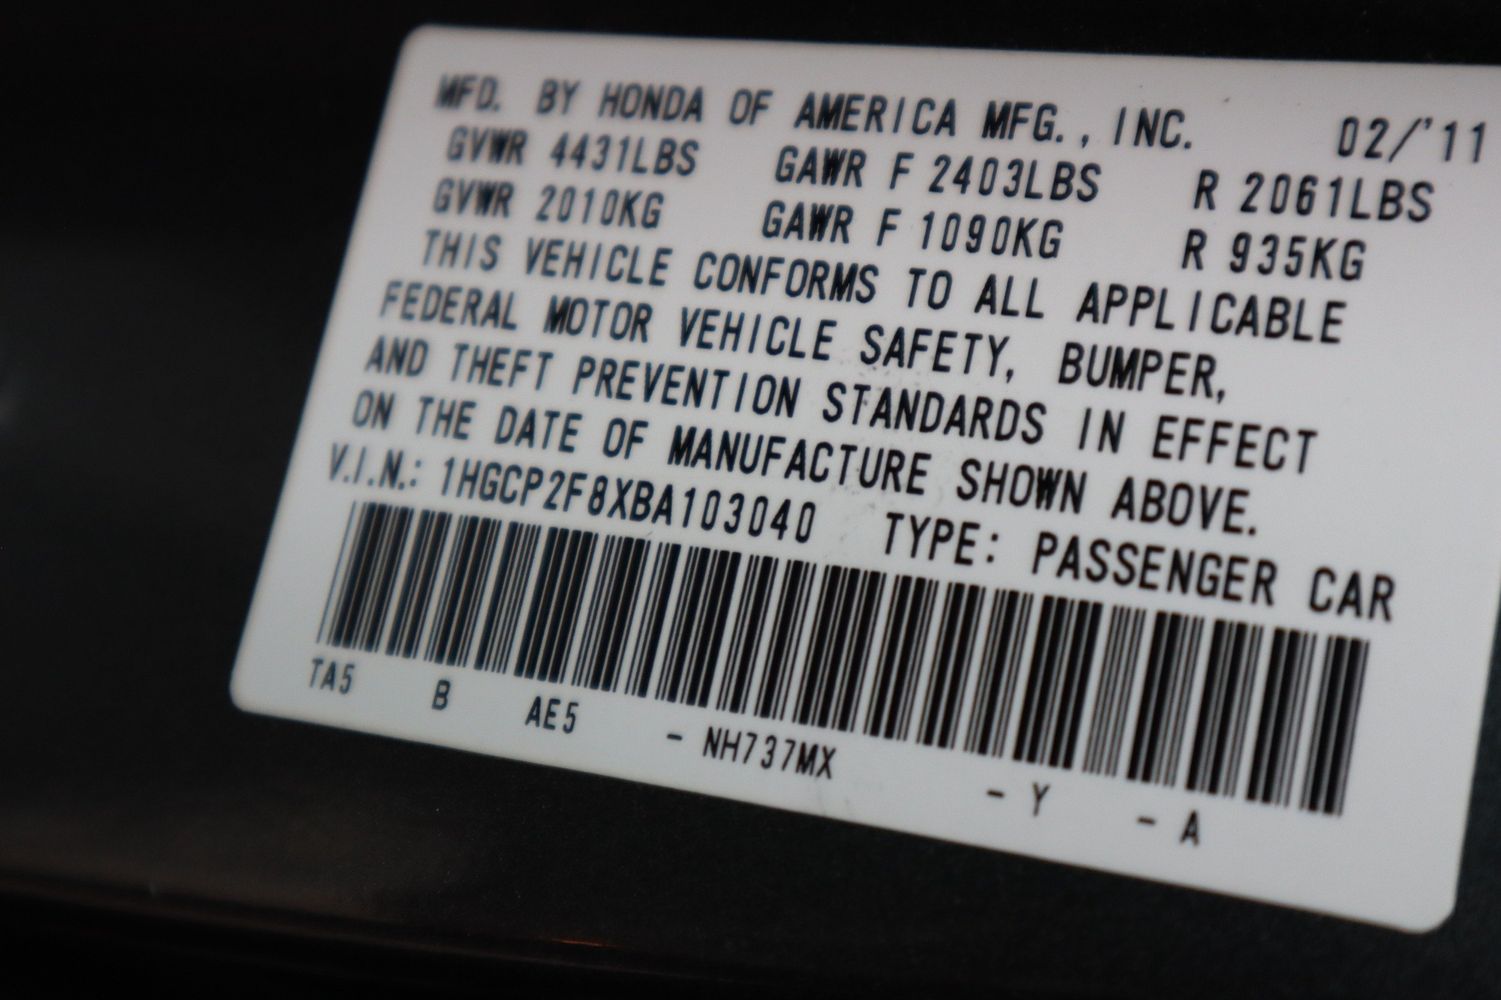 MFD. BY HONDA OF AMERICA MFG., INC. 02/'11
GVWR 4431LBS GAWR F 2403LBS R 2061LBS
GVWR 2010KG GAWR F 1090KG R 935KG
THIS VEHICLE CONFORMS TO ALL APPLICABLE
FEDERAL MOTOR VEHICLE SAFETY, BUMPER,
AND THEFT PREVENTION STANDARDS IN EFFECT
ON THE DATE OF MANUFACTURE SHOWN ABOVE.
V.I.N.: 1HGCP2F8XBA103040 TYPE: PASSENGER CAR
TA5 B AE5 - NH737MX - Y - A